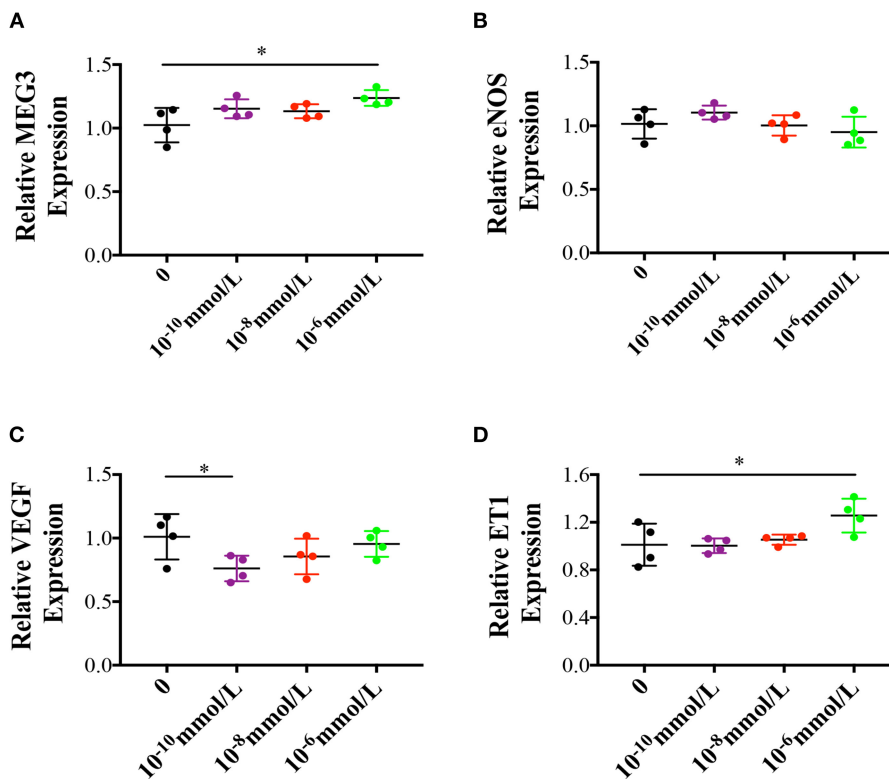 A
Relative MEG3
Expression
1.5
1.0
0.5
0.0
*
0
10⁻¹⁰mmol/L
10⁻⁸mmol/L
10⁻⁶mmol/L
B
Relative eNOS
Expression
1.5
1.0
0.5
0.0
0
10⁻¹⁰mmol/L
10⁻⁸mmol/L
10⁻⁶mmol/L
C
Relative VEGF
Expression
1.5
1.0
0.5
0.0
*
0
10⁻¹⁰mmol/L
10⁻⁸mmol/L
10⁻⁶mmol/L
D
Relative ET1
Expression
1.6
1.2
0.8
0.4
0.0
*
0
10⁻¹⁰mmol/L
10⁻⁸mmol/L
10⁻⁶mmol/L